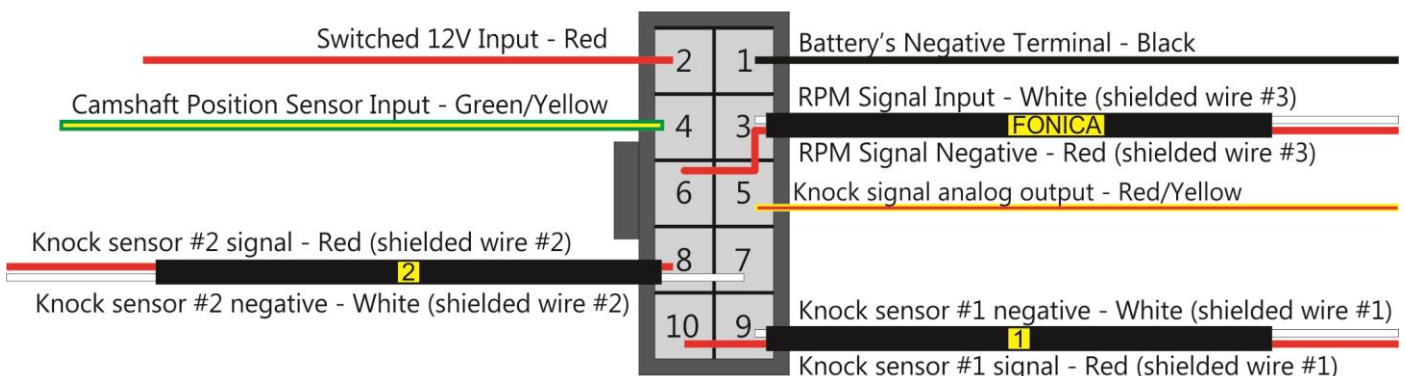 Switched 12V Input - Red
2
1
Battery's Negative Terminal - Black
Camshaft Position Sensor Input - Green/Yellow
4
3
RPM Signal Input - White (shielded wire #3)
FONICA
RPM Signal Negative - Red (shielded wire #3)
6
5
Knock signal analog output - Red/Yellow
Knock sensor #2 signal - Red (shielded wire #2)
2
Knock sensor #2 negative - White (shielded wire #2)
8
7
10
9
Knock sensor #1 negative - White (shielded wire #1)
1
Knock sensor #1 signal - Red (shielded wire #1)